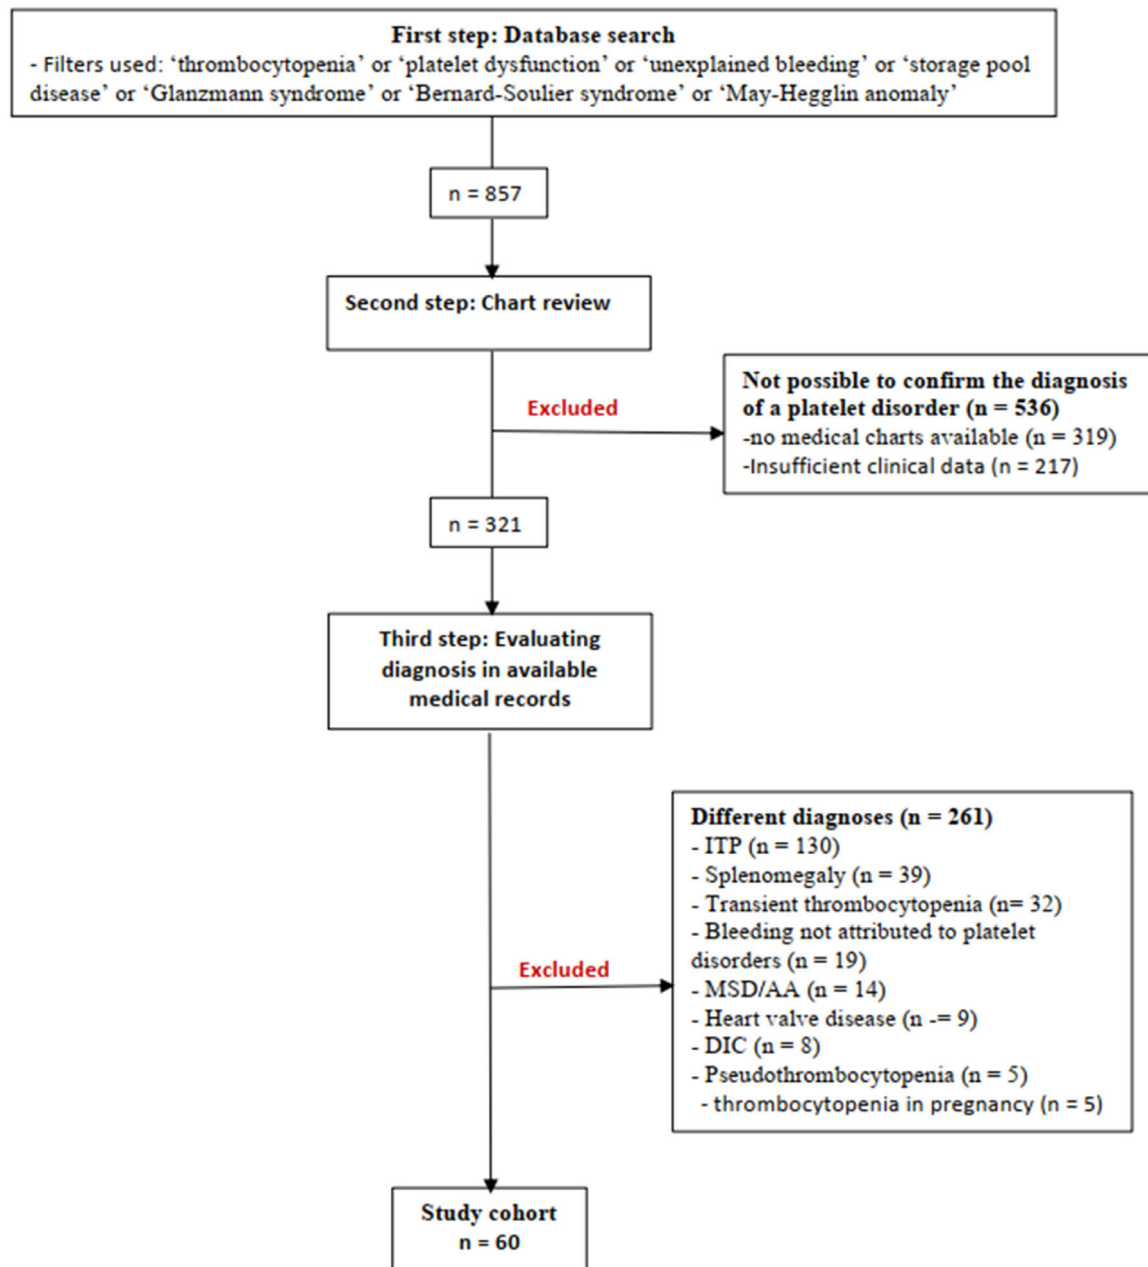 First step: Database search
- Filters used: ‘thrombocytopenia’ or ‘platelet dysfunction’ or ‘unexplained bleeding’ or ‘storage pool
disease’ or ‘Glanzmann syndrome’ or ‘Bernard-Soulier syndrome’ or ‘May-Hegglin anomaly’
n = 857
Second step: Chart review
Excluded
Not possible to confirm the diagnosis
of a platelet disorder (n = 536)
-no medical charts available (n = 319)
-Insufficient clinical data (n = 217)
n = 321
Third step: Evaluating
diagnosis in available
medical records
Excluded
Different diagnoses (n = 261)
- ITP (n = 130)
- Splenomegaly (n = 39)
- Transient thrombocytopenia (n= 32)
- Bleeding not attributed to platelet
disorders (n = 19)
- MSD/AA (n = 14)
- Heart valve disease (n -= 9)
- DIC (n = 8)
- Pseudothrombocytopenia (n = 5)
- thrombocytopenia in pregnancy (n = 5)
Study cohort
n = 60